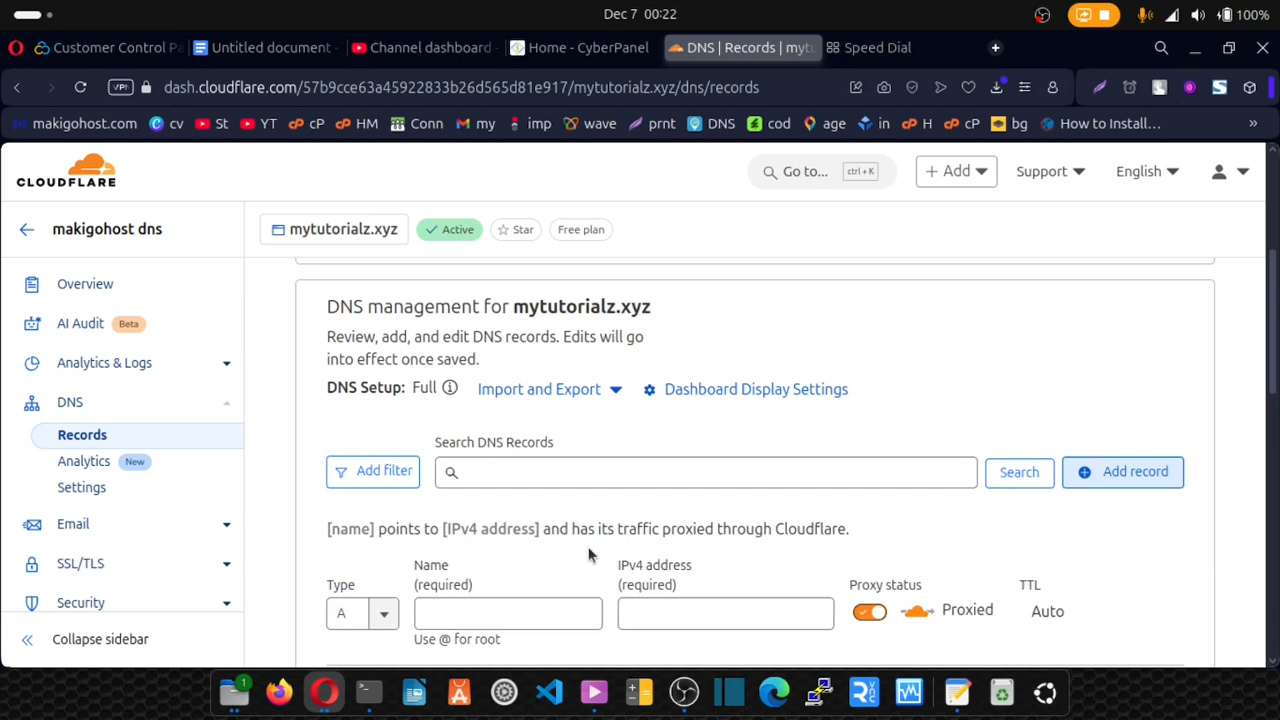 Dec 7 00:22
100%
Customer Control Pa
Untitled document
Channel dashboard
Home - CyberPanel
DNS | Records | mytu
Speed Dial
VPN
dash.cloudflare.com/57b9cce63a45922833b26d565d81e917/mytutorialz.xyz/dns/records
makigohost.com
cv
St
YT
cP
HM
Conn
my
imp
wave
prnt
DNS
cod
age
in
H
cP
bg
How to Install...
»
CLOUDFLARE
Go to...
ctrl + K
+ Add
Support
English
makigohost dns
mytutorialz.xyz
Active
Star
Free plan
Overview
AI Audit
Beta
Analytics & Logs
DNS
Records
Analytics
New
Settings
Email
SSL/TLS
Security
Collapse sidebar
DNS management for mytutorialz.xyz
Review, add, and edit DNS records. Edits will go
into effect once saved.
DNS Setup: Full
Import and Export
Dashboard Display Settings
Search DNS Records
Add filter
Search
Add record
[name] points to [IPv4 address] and has its traffic proxied through Cloudflare.
Type
Name
(required)
IPv4 address
(required)
Proxy status
TTL
A
Proxied
Auto
Use @ for root
1